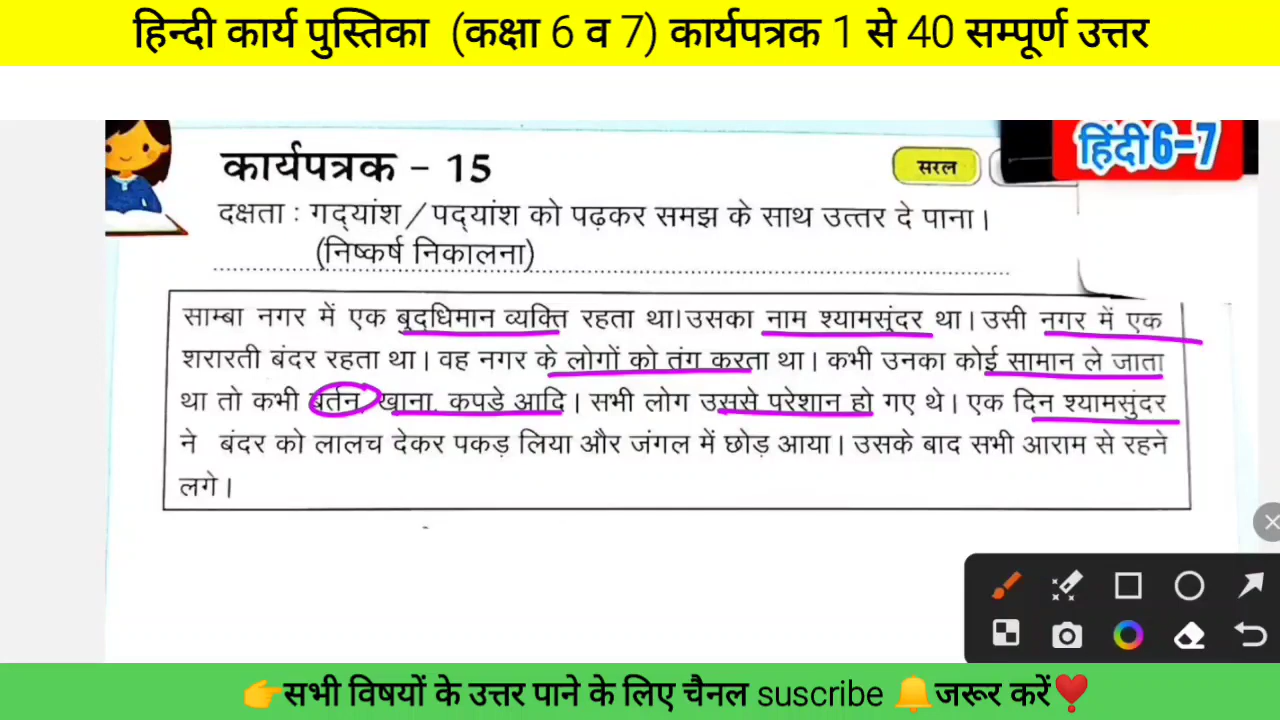 हिन्दी कार्य पुस्तिका (कक्षा 6 व 7) कार्यपत्रक 1 से 40 सम्पूर्ण उत्तर
हिंदी 6-7
कार्यपत्रक - 15
सरल
दक्षता : गद्यांश / पद्यांश को पढ़कर समझ के साथ उत्तर दे पाना।
(निष्कर्ष निकालना)
साम्बा नगर में एक बुद्धिमान व्यक्ति रहता था।उसका नाम श्यामसुंदर था। उसी नगर में एक
शरारती बंदर रहता था। वह नगर के लोगों को तंग करता था। कभी उनका कोई सामान ले जाता
था तो कभी बर्तन, खाना, कपडे आदि। सभी लोग उससे परेशान हो गए थे। एक दिन श्यामसुंदर
ने बंदर को लालच देकर पकड़ लिया और जंगल में छोड़ आया। उसके बाद सभी आराम से रहने
लगे।
👉सभी विषयों के उत्तर पाने के लिए चैनल suscribe 🔔जरूर करें❣️